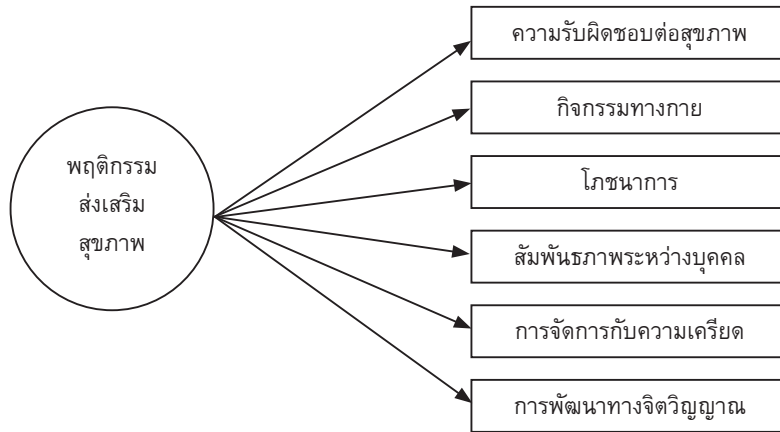 พฤติกรรม
ส่งเสริม
สุขภาพ
ความรับผิดชอบต่อสุขภาพ
กิจกรรมทางกาย
โภชนาการ
สัมพันธภาพระหว่างบุคคล
การจัดการกับความเครียด
การพัฒนาทางจิตวิญญาณ